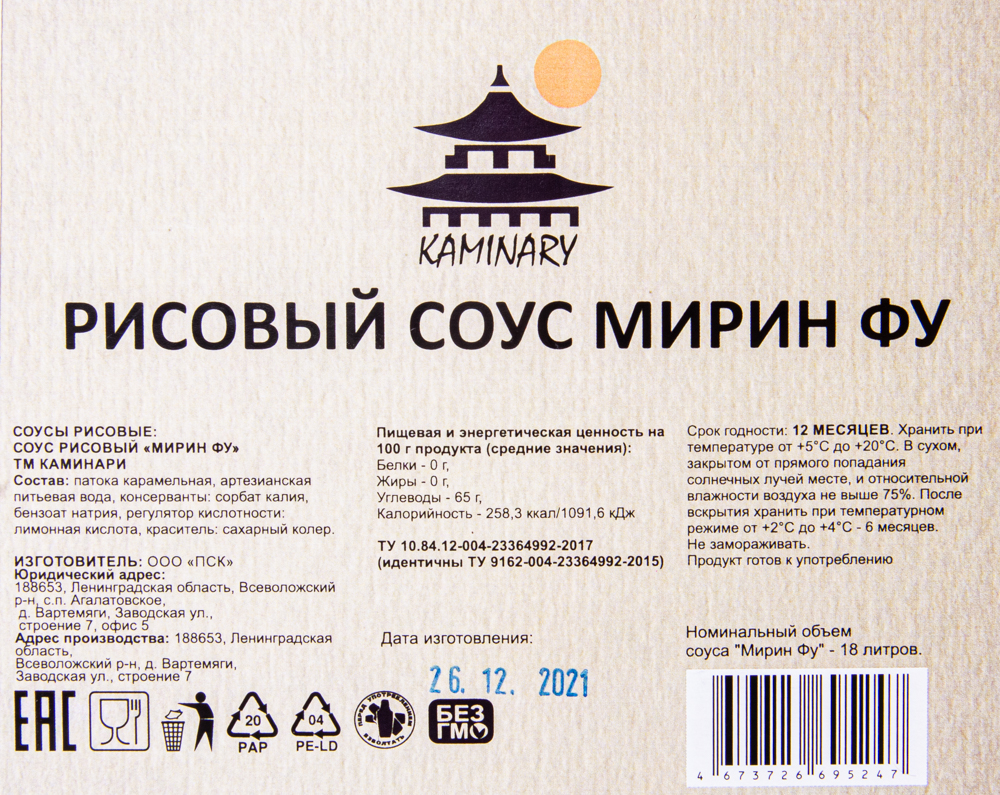 KAMINARY
РИСОВЫЙ СОУС МИРИН ФУ
СОУСЫ РИСОВЫЕ:
СОУС РИСОВЫЙ «МИРИН ФУ»
ТМ КАМИНАРИ
Состав: патока карамельная, артезианская
питьевая вода, консерванты: сорбат калия,
бензоат натрия, регулятор кислотности:
лимонная кислота, краситель: сахарный колер.
ИЗГОТОВИТЕЛЬ: ООО «ПСК»
Юридический адрес:
188653, Ленинградская область, Всеволожский
р-н, с.п. Агалатовское,
д. Вартемяги, Заводская ул.,
строение 7, офис 5
Адрес производства: 188653, Ленинградская
область,
Всеволожский р-н, д. Вартемяги,
Заводская ул., строение 7
EAC
20
PAP
04
PE-LD
ПЕРЕД УПОТРЕБЛЕНИЕМ
ВЗБОЛТАТЬ
БЕЗ
ГМО
Пищевая и энергетическая ценность на
100 г продукта (средние значения):
Белки - 0 г,
Жиры - 0 г,
Углеводы - 65 г,
Калорийность - 258,3 ккал/1091,6 кДж
ТУ 10.84.12-004-23364992-2017
(идентичны ТУ 9162-004-23364992-2015)
Дата изготовления:
26. 12. 2021
Срок годности: 12 МЕСЯЦЕВ. Хранить при
температуре от +5°С до +20°С. В сухом,
закрытом от прямого попадания
солнечных лучей месте, и относительной
влажности воздуха не выше 75%. После
вскрытия хранить при температурном
режиме от +2°С до +4°С - 6 месяцев.
Не замораживать.
Продукт готов к употреблению
Номинальный объем
соуса "Мирин Фу" - 18 литров.
4 673726 695247